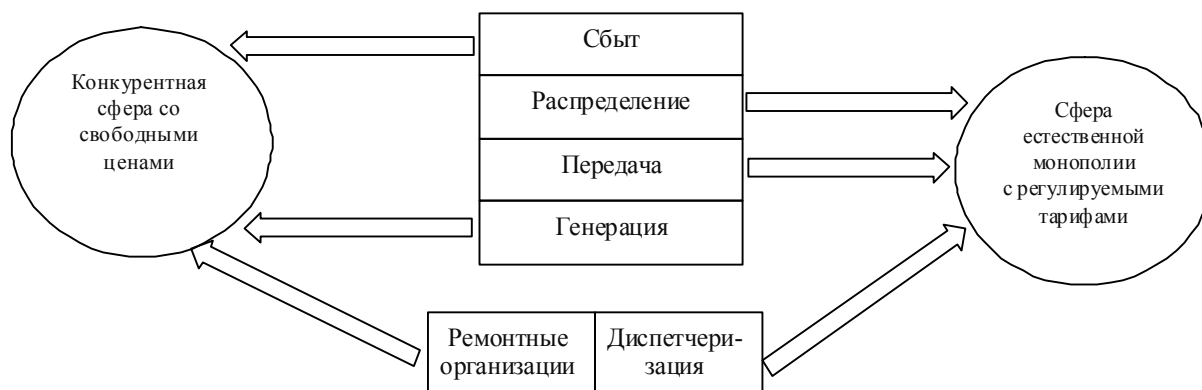 Конкурентная
сфера со
свободными
ценами
Сбыт
Распределение
Передача
Генерация
Сфера
естественной
монополии
с регулируемыми
тарифами
Ремонтные
организации
Диспетчери-
зация